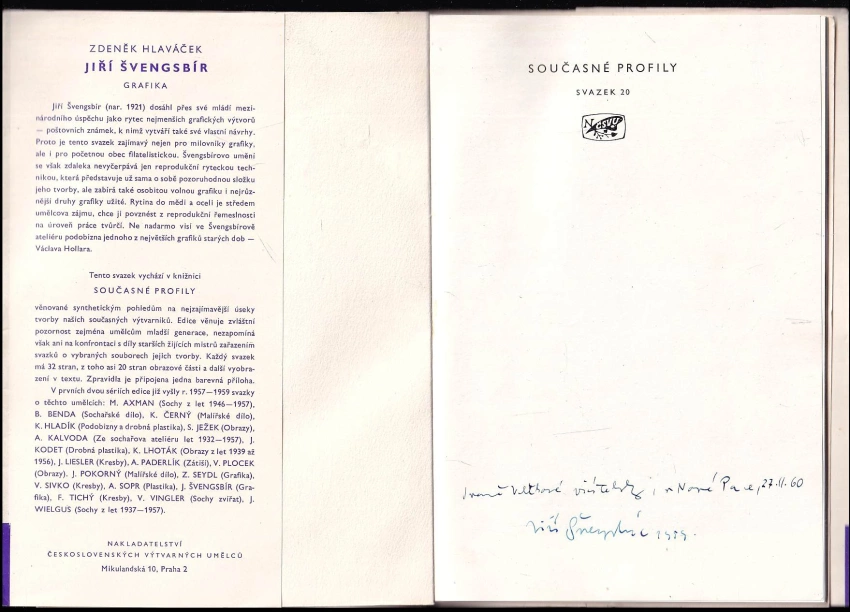 ZDENĚK HLAVÁČEK
JIŘÍ ŠVENGSBÍR
GRAFIKA
Jiří Švengsbír (nar. 1921) dosáhl přes své mládí mezi-
národního úspěchu jako rytec nejmenších grafických výtvorů
— poštovních známek, k nimž vytváří také své vlastní návrhy.
Proto je tento svazek zajímavý nejen pro milovníky grafiky,
ale i pro početnou obec filatelistickou. Švengsbírovo umění
se však zdaleka nevyčerpává jen reprodukční ryteckou tech-
nikou, která představuje už sama o sobě pozoruhodnou složku
jeho tvorby, ale zabírá také osobitou volnou grafiku i nejrůz-
nější druhy grafiky užité. Rytina do mědi a oceli je středem
umělcova zájmu, chce ji povznést z reprodukční řemeslnosti
na úroveň práce tvůrčí. Ne nadarmo visí ve Švengsbírově
ateliéru podobizna jednoho z největších grafiků starých dob —
Václava Hollara.
Tento svazek vychází v knižnici
SOUČASNÉ PROFILY
věnované synthetickým pohledům na nejzajímavější úseky
tvorby našich současných výtvarníků. Edice věnuje zvláštní
pozornost zejména umělcům mladší generace, nezapomíná
však ani na konfrontaci s díly starších žijících mistrů zařazením
svazků o vybraných souborech jejich tvorby. Každý svazek
má 32 stran, z toho asi 20 stran obrazové části a další vyobra-
zení v textu. Zpravidla je připojena jedna barevná příloha.
V prvních dvou sériích edice již vyšly r. 1957—1959 svazky
o těchto umělcích: M. AXMAN (Sochy z let 1946—1957),
B. BENDA (Sochařské dílo), K. ČERNÝ (Malířské dílo),
K. HLADÍK (Podobizny a drobná plastika), S. JEŽEK (Obrazy),
A. KALVODA (Ze sochařova ateliéru let 1932—1957), J.
KODET (Drobná plastika), K. LHOTÁK (Obrazy z let 1939 až
1956), J. LIESLER (Kresby), A. PADERLÍK (Zátiší), V. PLOCEK
(Obrazy). J. POKORNÝ (Malířské dílo), Z. SEYDL (Grafika),
V. SIVKO (Kresby), A. SOPR (Plastika), J. ŠVENGSBÍR (Gra-
fika), F. TICHÝ (Kresby), V. VINGLER (Sochy zvířat), J.
WIELGUS (Sochy z let 1937—1957).
NAKLADATELSTVÍ
ČESKOSLOVENSKÝCH VÝTVARNÝCH UMĚLCŮ
Mikulandská 10, Praha 2
SOUČASNÉ PROFILY
SVAZEK 20
v Nové Pace, 27.11.60
Jiří Švengsbír 1959.